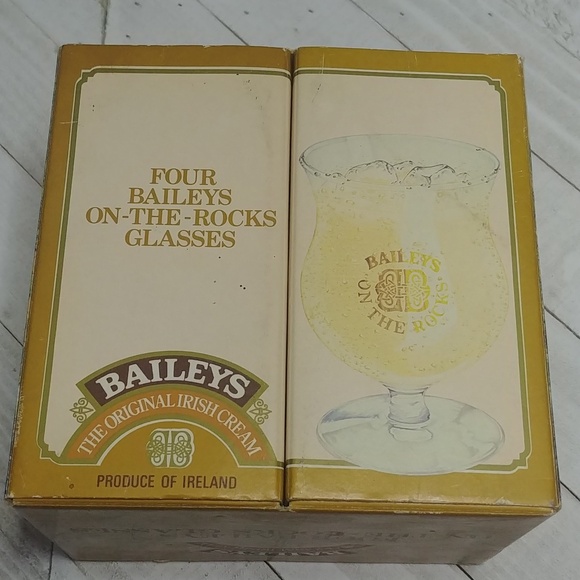 FOUR
BAILEYS
ON-THE-ROCKS
GLASSES
BAILEYS
THE ORIGINAL IRISH CREAM
PRODUCE OF IRELAND
BAILEYS
ON THE ROCKS